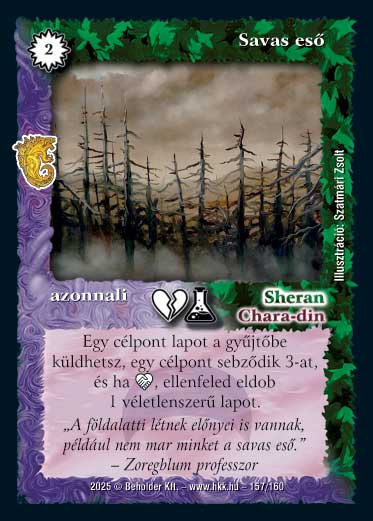 2
Savas eső
Illusztráció: Szatmári Zsolt
azonnali
Sheran
Chara-din
Egy célpont lapot a gyűjtőbe
küldhetsz, egy célpont sebződik 3-at,
és ha , ellenfeled eldob
1 véletlenszerű lapot.
„A földalatti létnek előnyei is vannak,
például nem mar minket a savas eső.”
– Zoregblum professzor
2025 © Beholder Kft. – www.hkk.hu – 157/160